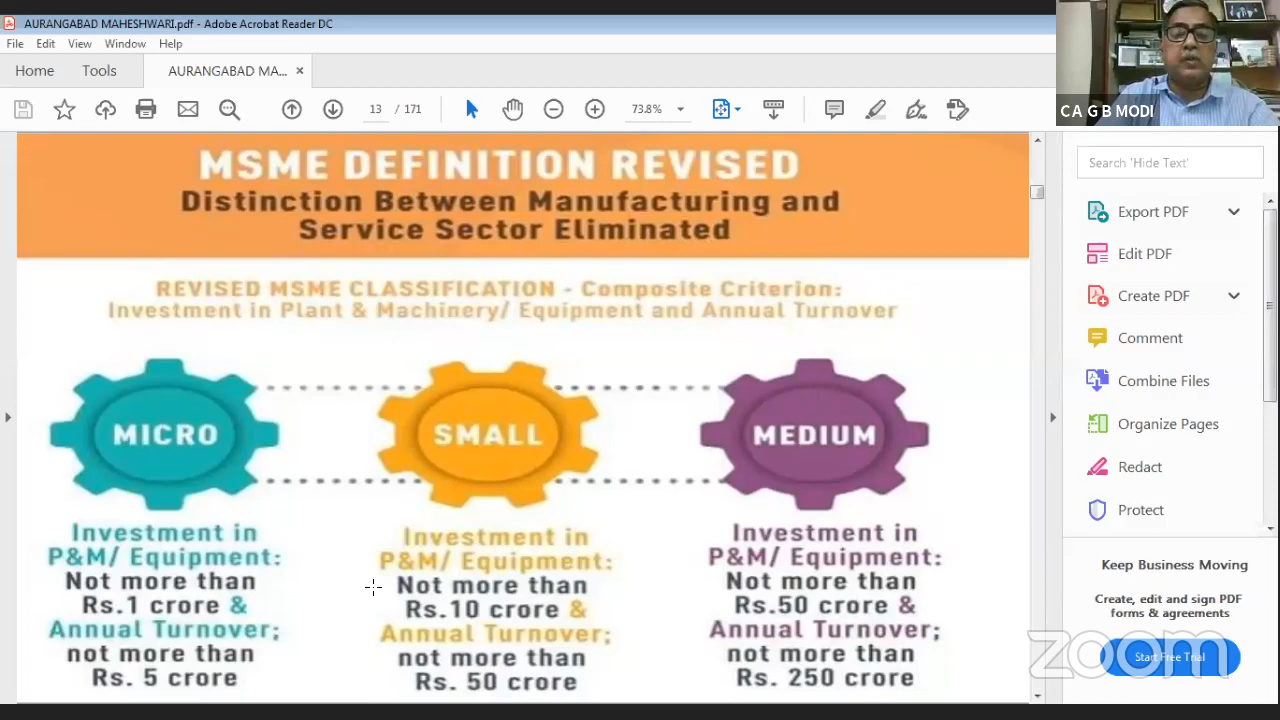 AURANGABAD MAHESHWARI.pdf - Adobe Acrobat Reader DC
File Edit View Window Help
Home Tools AURANGABAD MA... ×
13 / 171 73.8%
C A G B MODI
MSME DEFINITION REVISED
Distinction Between Manufacturing and
Service Sector Eliminated
REVISED MSME CLASSIFICATION - Composite Criterion:
Investment in Plant & Machinery/ Equipment and Annual Turnover
MICRO
Investment in
P&M/ Equipment:
Not more than
Rs.1 crore &
Annual Turnover;
not more than
Rs. 5 crore
SMALL
Investment in
P&M/ Equipment:
Not more than
Rs.10 crore &
Annual Turnover;
not more than
Rs. 50 crore
MEDIUM
Investment in
P&M/ Equipment:
Not more than
Rs.50 crore &
Annual Turnover;
not more than
Rs. 250 crore
Search 'Hide Text'
Export PDF
Edit PDF
Create PDF
Comment
Combine Files
Organize Pages
Redact
Protect
Keep Business Moving
Create, edit and sign PDF
forms & agreements
Start Free Trial
zoom